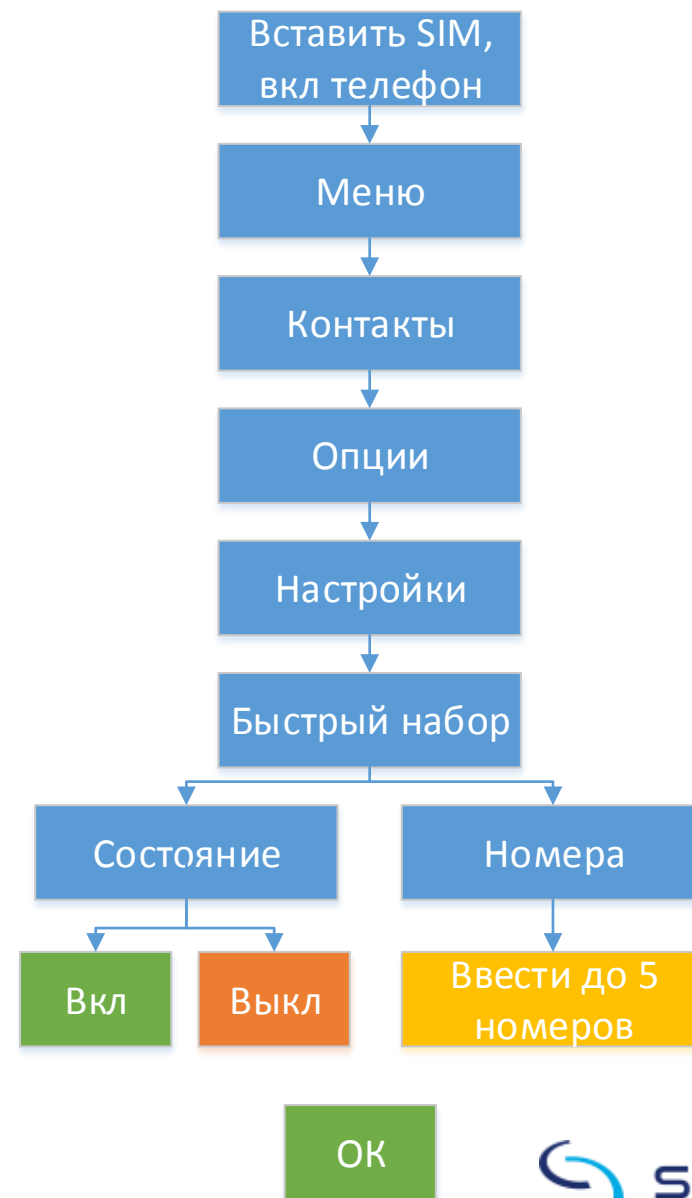 Вставить SIM,
вкл телефон
Меню
Контакты
Опции
Настройки
Быстрый набор
Состояние
Номера
Вкл
Выкл
Ввести до 5
номеров
ОК
S